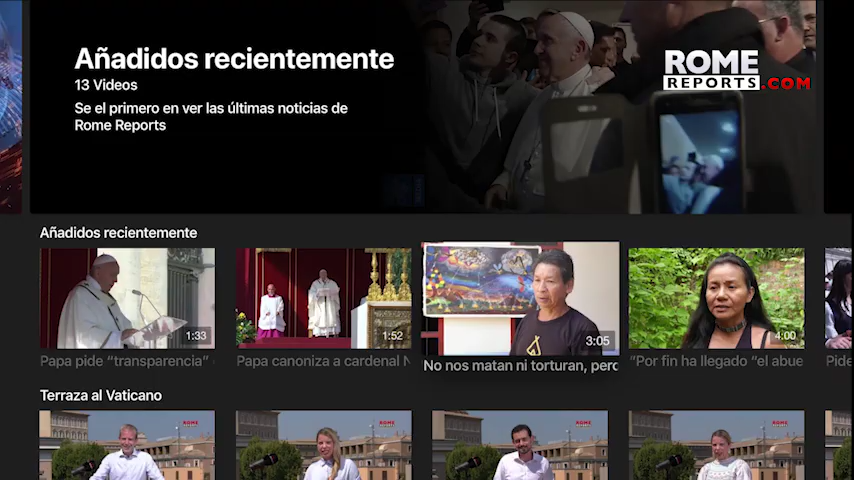 Añadidos recientemente
13 Videos
Se el primero en ver las últimas noticias de
Rome Reports
ROME
REPORTS.COM
Añadidos recientemente
1:33
1:52
3:05
4:00
Papa pide “transparencia”
Papa canoniza a cardenal N
No nos matan ni torturan, perc
"Por fin ha llegado “el abue
Pide
Terraza al Vaticano